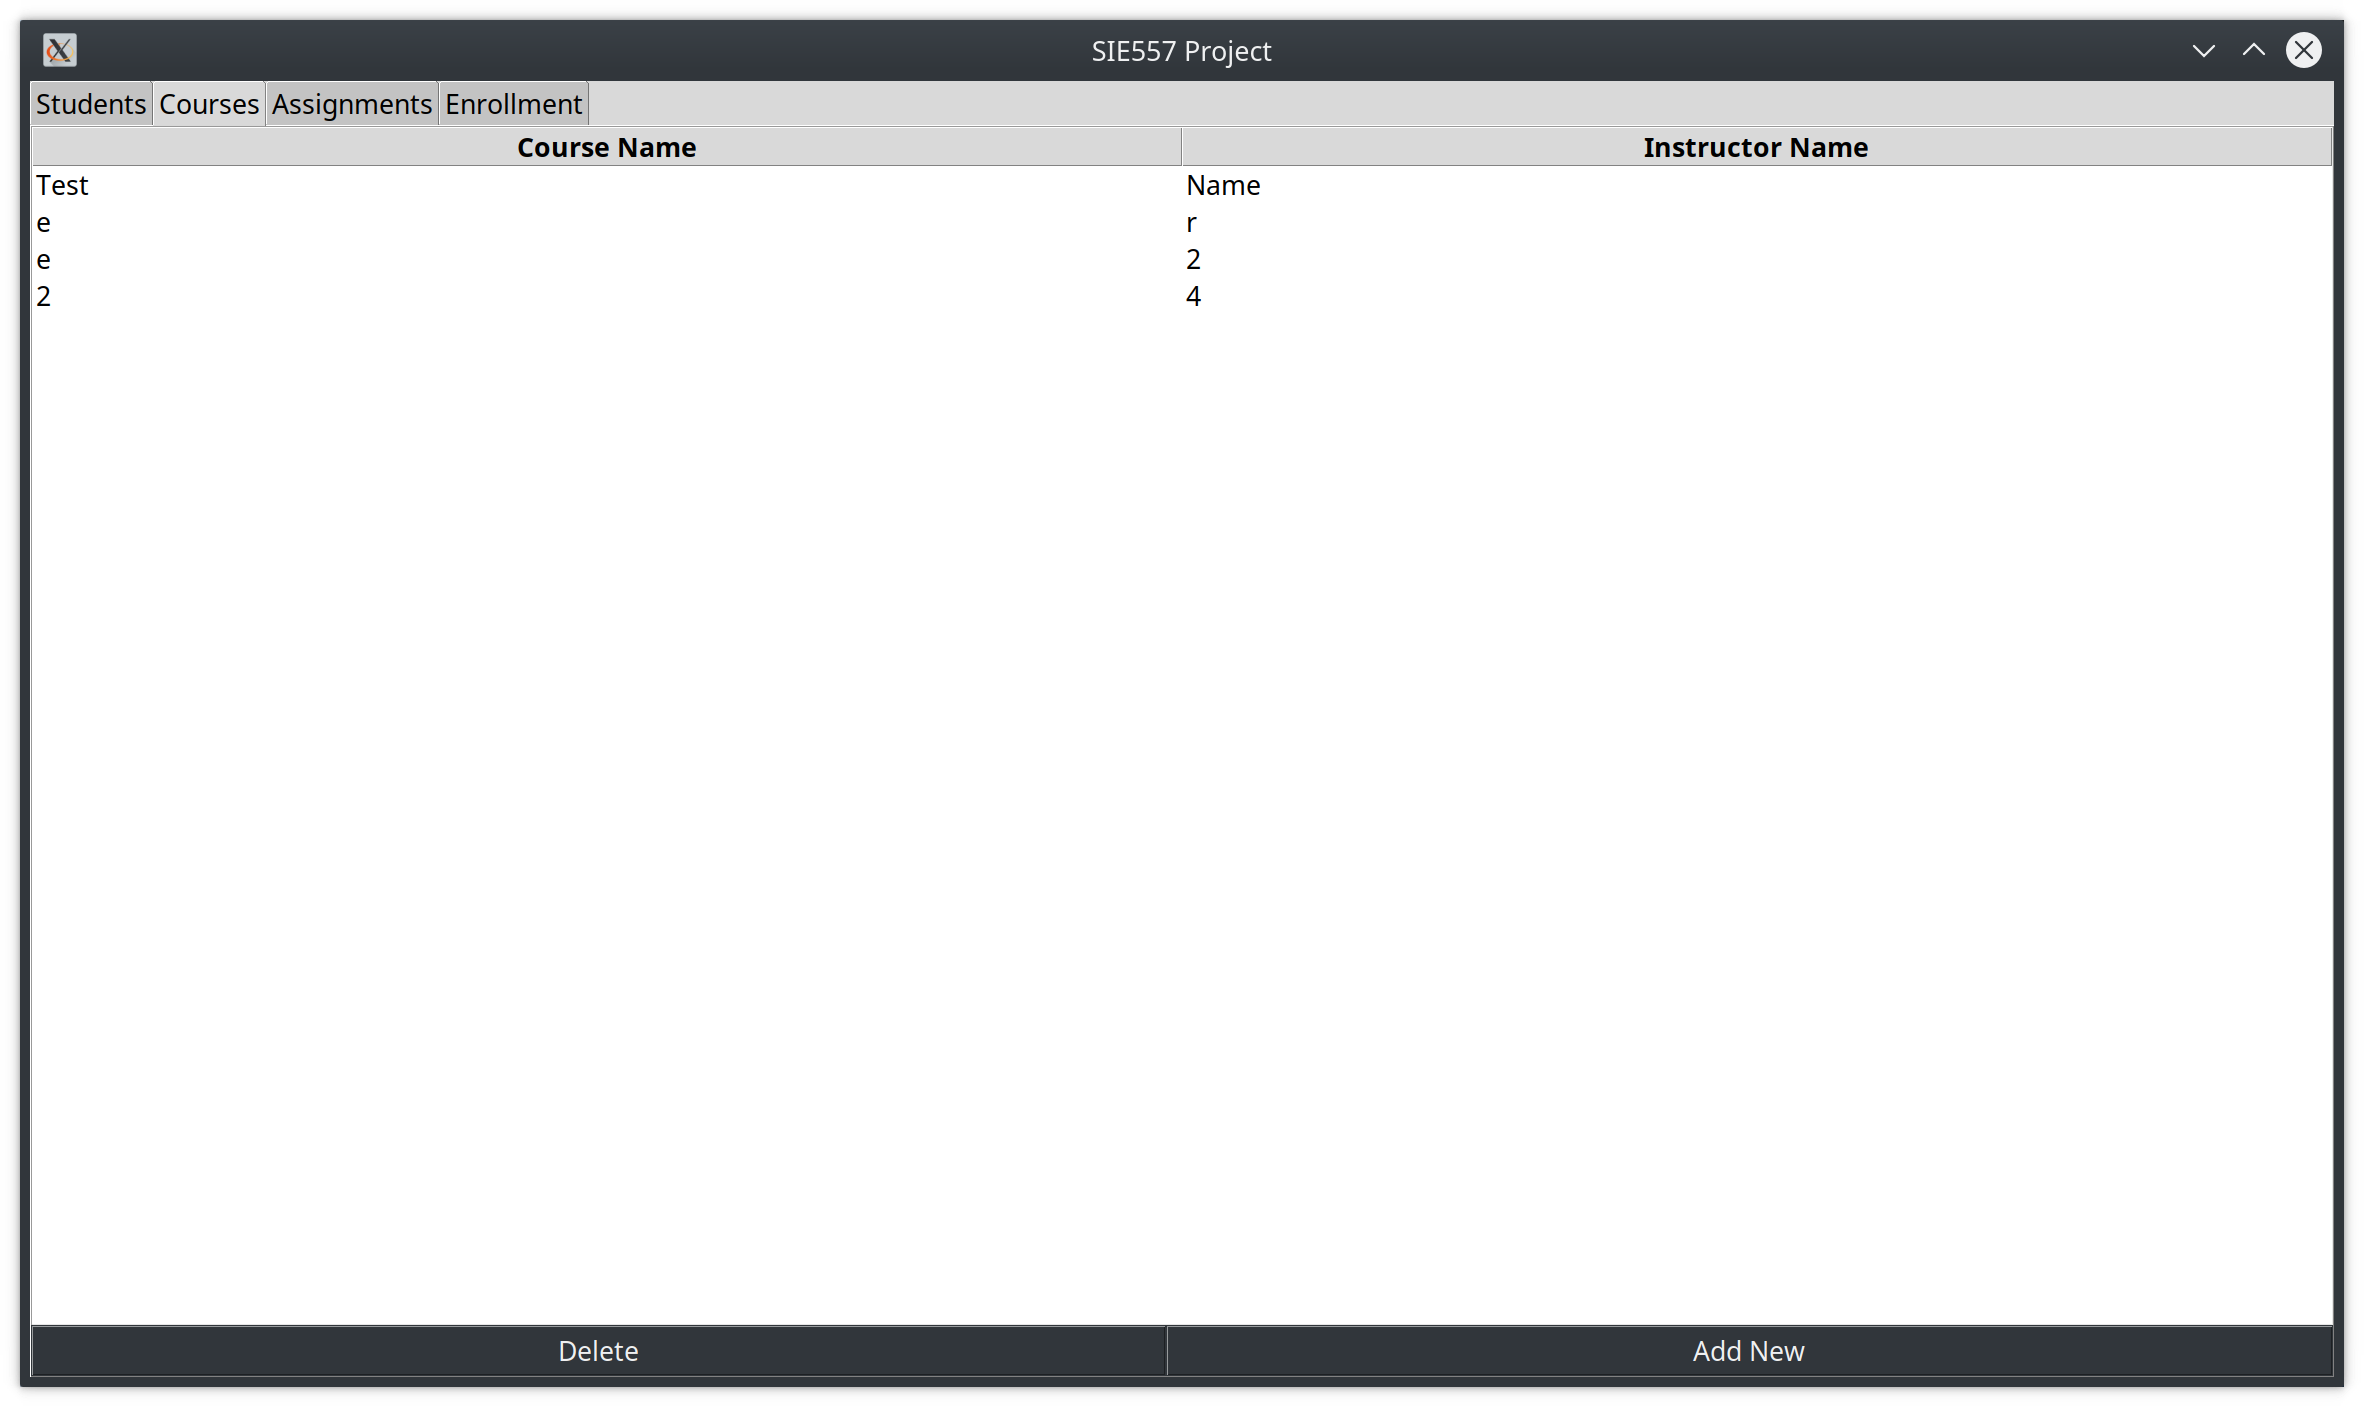 SIE557 Project
Students Courses Assignments Enrollment
Course Name Instructor Name
Test Name
e r
e 2
2 4
Delete Add New